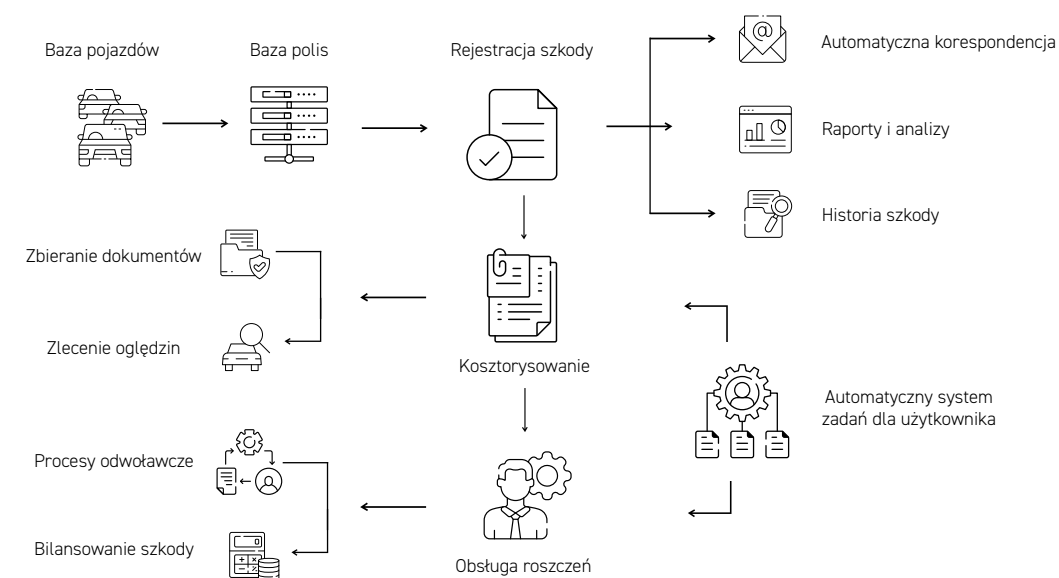 Baza pojazdów
Baza polis
Rejestracja szkody
@
Automatyczna korespondencja
Raporty i analizy
Historia szkody
Zbieranie dokumentów
Zlecenie oględzin
Kosztorysowanie
Automatyczny system
zadań dla użytkownika
Procesy odwoławcze
Bilansowanie szkody
Obsługa roszczeń